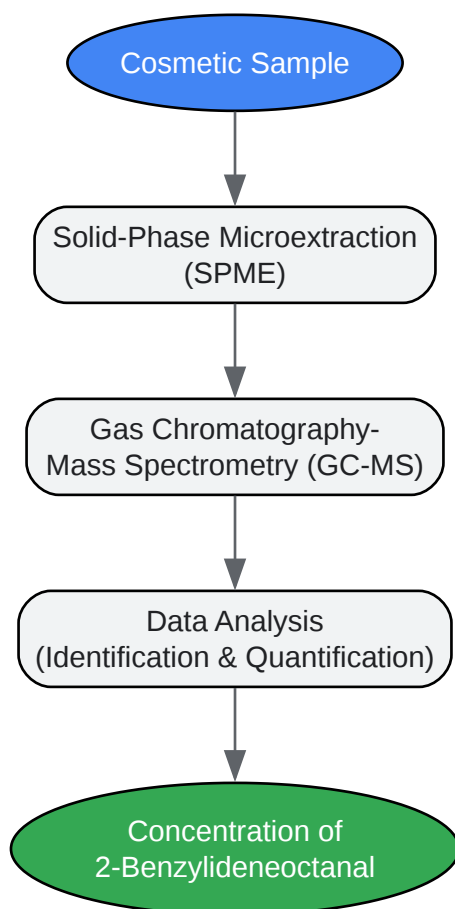 Cosmetic Sample
Solid-Phase Microextraction
(SPME)
Gas Chromatography-
Mass Spectrometry (GC-MS)
Data Analysis
(Identification & Quantification)
Concentration of
2-Benzylideneoctanal